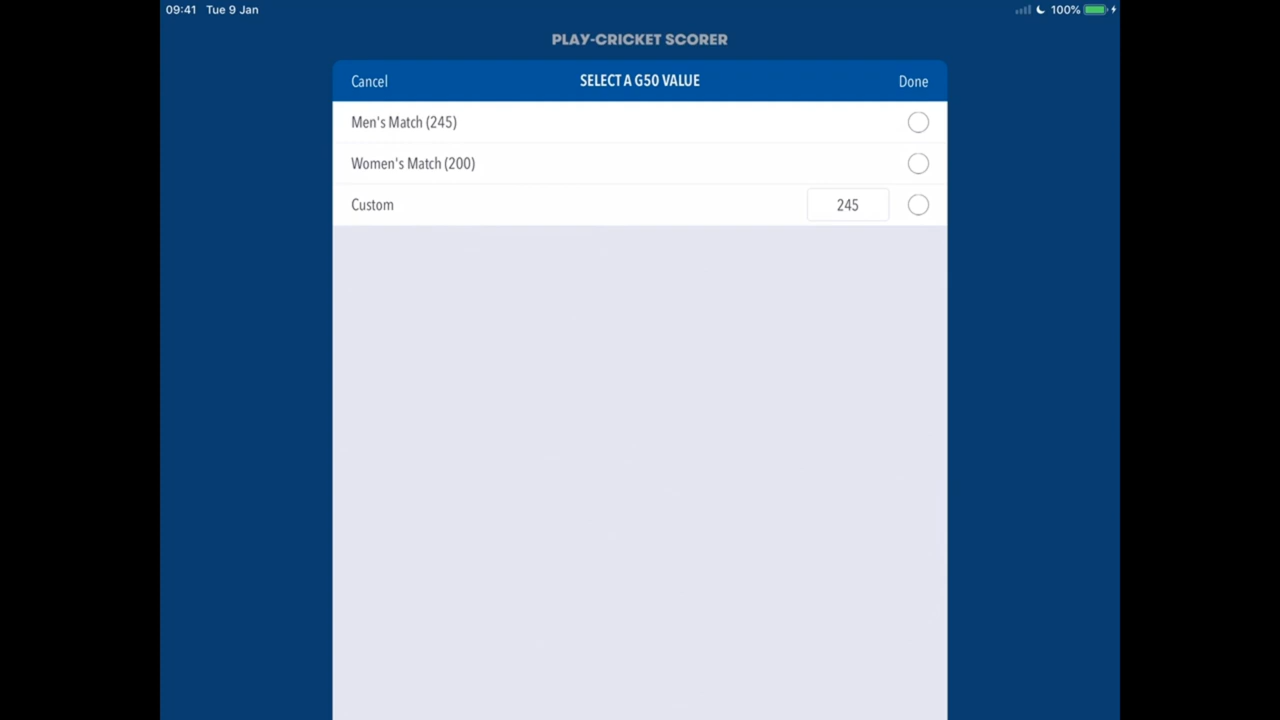 09:41 Tue 9 Jan 100%
PLAY-CRICKET SCORER
Cancel SELECT A G50 VALUE Done
Men's Match (245)
Women's Match (200)
Custom 245